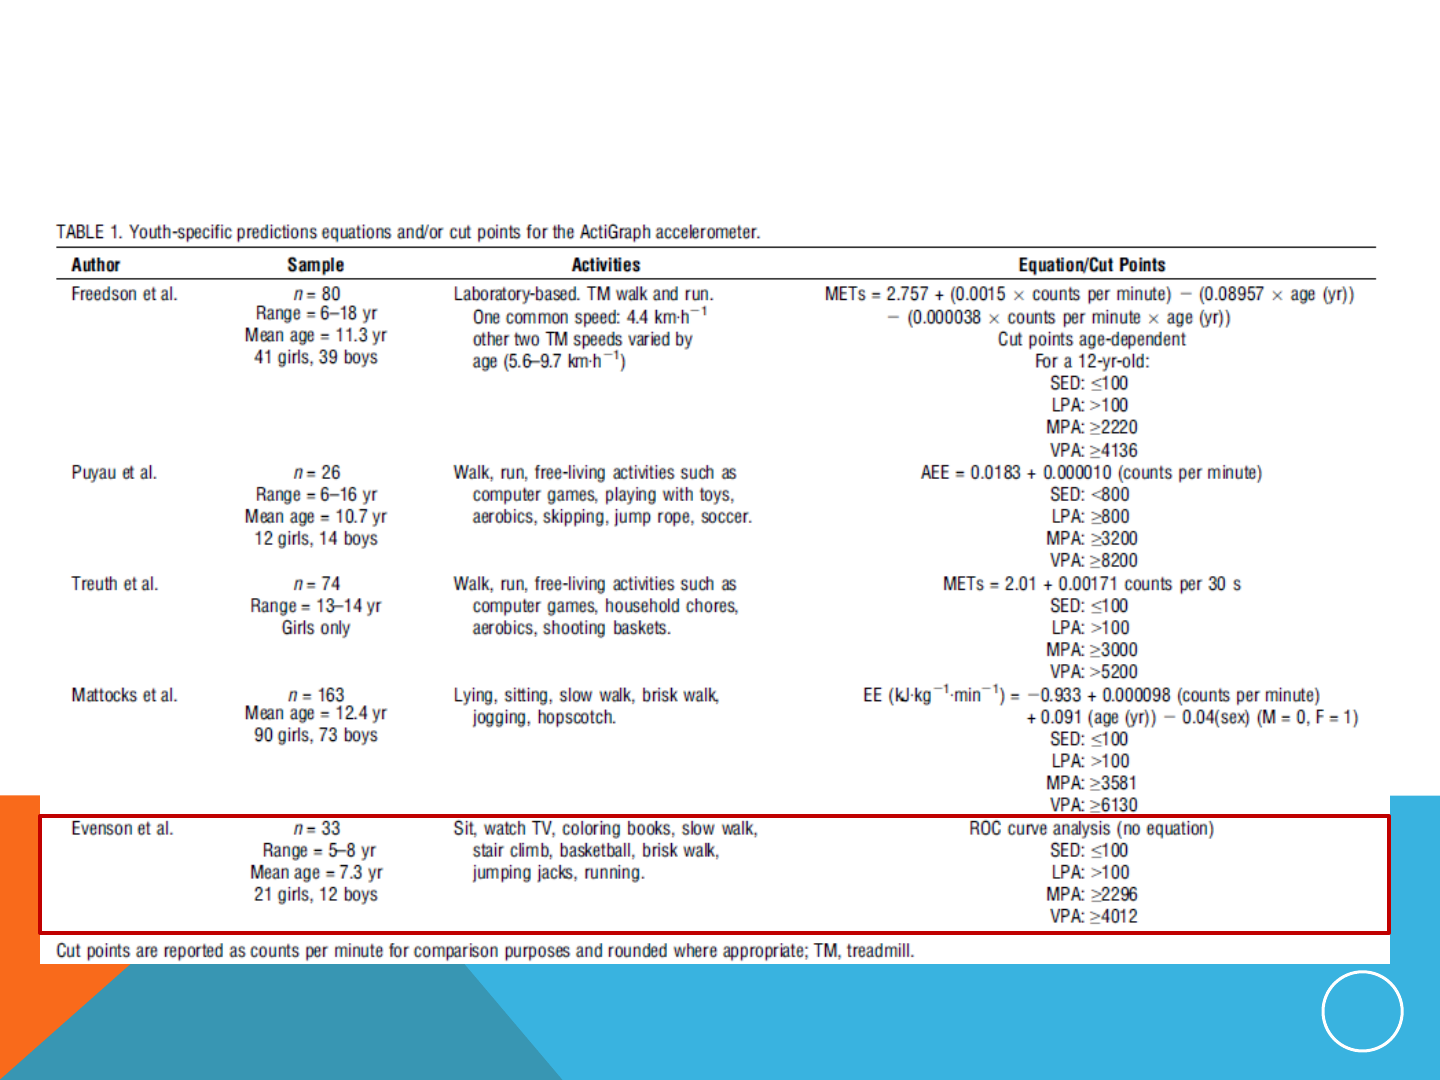 TABLE 1. Youth-specific predictions equations and/or cut points for the ActiGraph accelerometer.
Author Sample Activities Equation/Cut Points
Freedson et al. n = 80 Laboratory-based. TM walk and run. METs = 2.757 + (0.0015 × counts per minute) − (0.08957 × age (yr))
Range = 6–18 yr One common speed: 4.4 km·h⁻¹ − (0.000038 × counts per minute × age (yr))
Mean age = 11.3 yr other two TM speeds varied by Cut points age-dependent
41 girls, 39 boys age (5.6–9.7 km·h⁻¹) For a 12-yr-old:
SED: ≤100
LPA: >100
MPA: ≥2220
VPA: ≥4136
Puyau et al. n = 26 Walk, run, free-living activities such as AEE = 0.0183 + 0.000010 (counts per minute)
Range = 6–16 yr computer games, playing with toys, SED: <800
Mean age = 10.7 yr aerobics, skipping, jump rope, soccer. LPA: ≥800
12 girls, 14 boys MPA: ≥3200
VPA: ≥8200
Treuth et al. n = 74 Walk, run, free-living activities such as METs = 2.01 + 0.00171 counts per 30 s
Range = 13–14 yr computer games, household chores, SED: ≤100
Girls only aerobics, shooting baskets. LPA: >100
MPA: ≥3000
VPA: >5200
Mattocks et al. n = 163 Lying, sitting, slow walk, brisk walk, EE (kJ·kg⁻¹·min⁻¹) = −0.933 + 0.000098 (counts per minute)
Mean age = 12.4 yr jogging, hopscotch. + 0.091 (age (yr)) − 0.04(sex) (M = 0, F = 1)
90 girls, 73 boys SED: ≤100
LPA: >100
MPA: ≥3581
VPA: ≥6130
Evenson et al. n = 33 Sit, watch TV, coloring books, slow walk, ROC curve analysis (no equation)
Range = 5–8 yr stair climb, basketball, brisk walk, SED: ≤100
Mean age = 7.3 yr jumping jacks, running. LPA: >100
21 girls, 12 boys MPA: ≥2296
VPA: ≥4012
Cut points are reported as counts per minute for comparison purposes and rounded where appropriate; TM, treadmill.